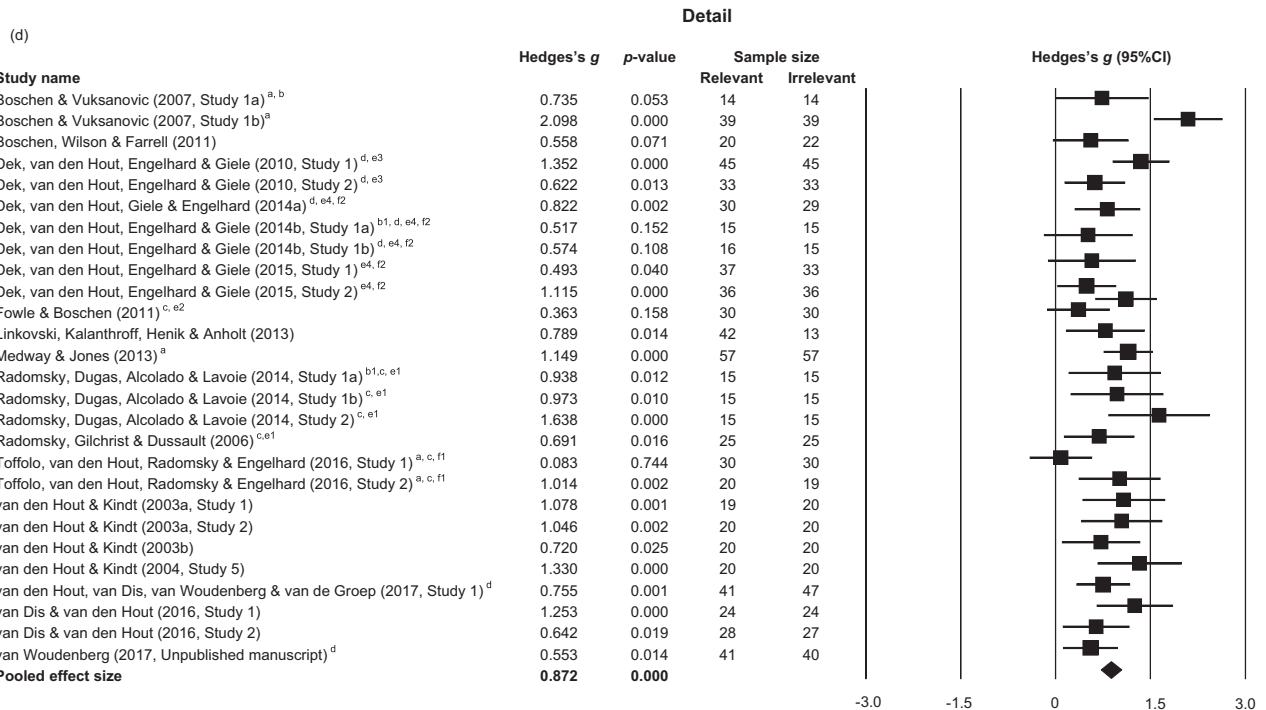 Detail
(d)
Hedges's g p-value Sample size Hedges's g (95%CI)
Study name Relevant Irrelevant
Boschen & Vuksanovic (2007, Study 1a) a, b 0.735 0.053 14 14
Boschen & Vuksanovic (2007, Study 1b) a 2.098 0.000 39 39
Boschen, Wilson & Farrell (2011) 0.558 0.071 20 22
Dek, van den Hout, Engelhard & Giele (2010, Study 1) d, e3 1.352 0.000 45 45
Dek, van den Hout, Engelhard & Giele (2010, Study 2) d, e3 0.622 0.013 33 33
Dek, van den Hout, Giele & Engelhard (2014a) d, e4, f2 0.822 0.002 30 29
Dek, van den Hout, Engelhard & Giele (2014b, Study 1a) b1, d, e4, f2 0.517 0.152 15 15
Dek, van den Hout, Engelhard & Giele (2014b, Study 1b) d, e4, f2 0.574 0.108 16 15
Dek, van den Hout, Engelhard & Giele (2015, Study 1) e4, f2 0.493 0.040 37 33
Dek, van den Hout, Engelhard & Giele (2015, Study 2) e4, f2 1.115 0.000 36 36
Fowle & Boschen (2011) c, e2 0.363 0.158 30 30
Linkovski, Kalanthroff, Henik & Anholt (2013) 0.789 0.014 42 13
Medway & Jones (2013) a 1.149 0.000 57 57
Radomsky, Dugas, Alcolado & Lavoie (2014, Study 1a) b1,c, e1 0.938 0.012 15 15
Radomsky, Dugas, Alcolado & Lavoie (2014, Study 1b) c, e1 0.973 0.010 15 15
Radomsky, Dugas, Alcolado & Lavoie (2014, Study 2) c, e1 1.638 0.000 15 15
Radomsky, Gilchrist & Dussault (2006) c,e1 0.691 0.016 25 25
Toffolo, van den Hout, Radomsky & Engelhard (2016, Study 1) a, c, f1 0.083 0.744 30 30
Toffolo, van den Hout, Radomsky & Engelhard (2016, Study 2) a, c, f1 1.014 0.002 20 19
van den Hout & Kindt (2003a, Study 1) 1.078 0.001 19 20
van den Hout & Kindt (2003a, Study 2) 1.046 0.002 20 20
van den Hout & Kindt (2003b) 0.720 0.025 20 20
van den Hout & Kindt (2004, Study 5) 1.330 0.000 20 20
van den Hout, van Dis, van Woudenberg & van de Groep (2017, Study 1) d 0.755 0.001 41 47
van Dis & van den Hout (2016, Study 1) 1.253 0.000 24 24
van Dis & van den Hout (2016, Study 2) 0.642 0.019 28 27
van Woudenberg (2017, Unpublished manuscript) d 0.553 0.014 41 40
Pooled effect size 0.872 0.000
-3.0 -1.5 0 1.5 3.0